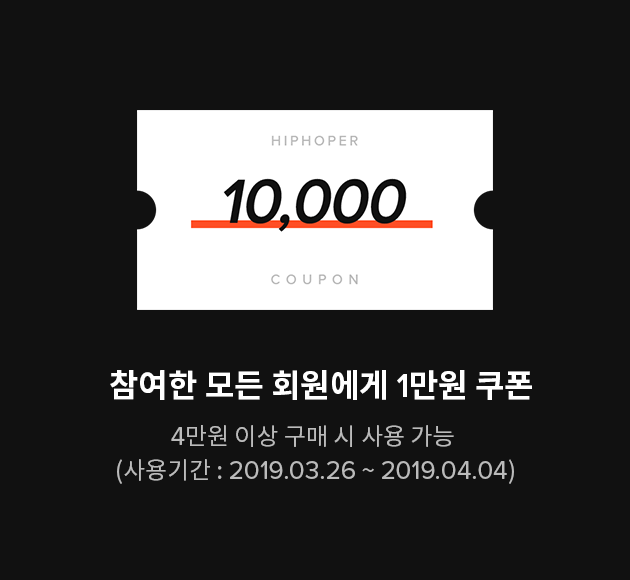 HIPHOPER
10,000
COUPON
참여한 모든 회원에게 1만원 쿠폰
4만원 이상 구매 시 사용 가능
(사용기간 : 2019.03.26 ~ 2019.04.04)